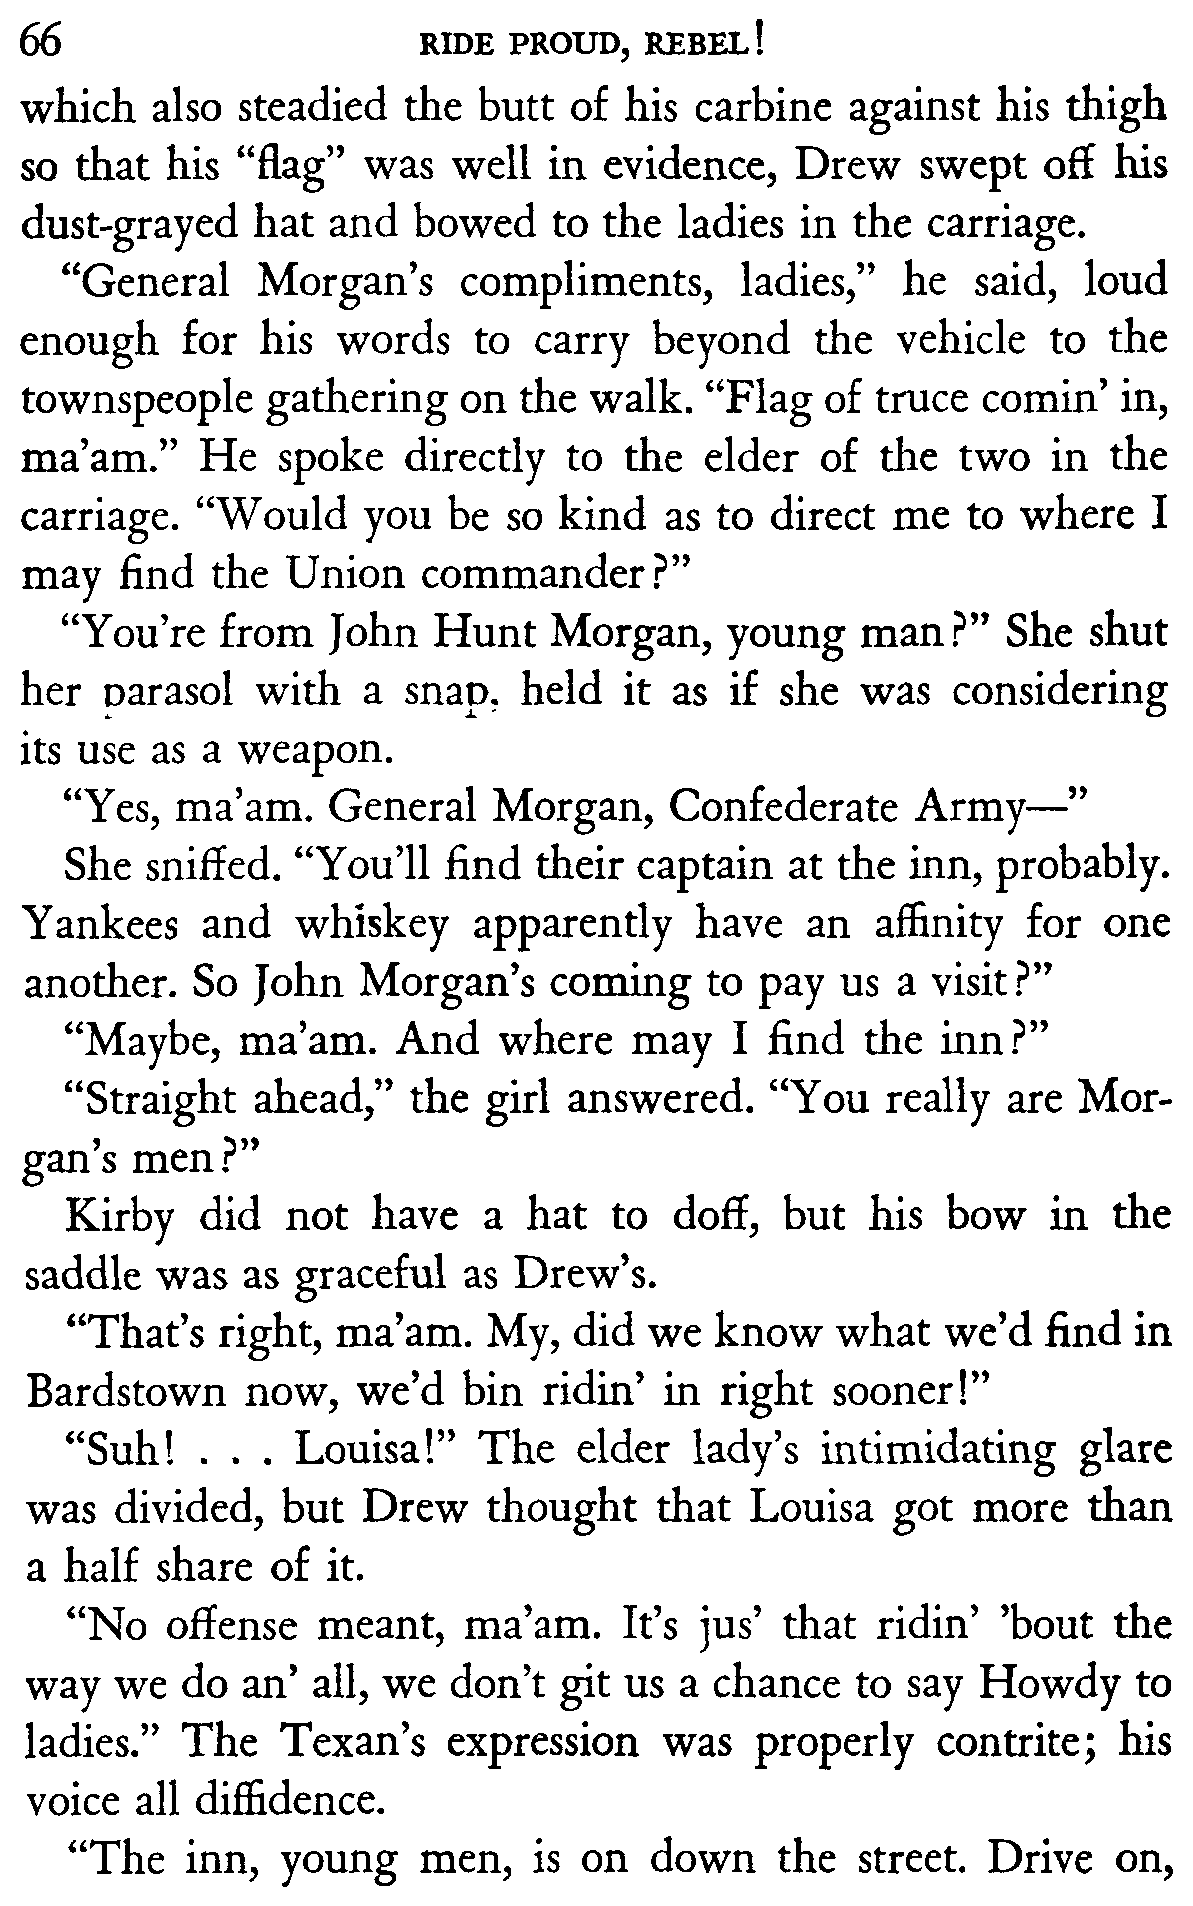 66 RIDE PROUD, REBEL!
which also steadied the butt of his carbine against his thigh
so that his “flag” was well in evidence, Drew swept off his
dust-grayed hat and bowed to the ladies in the carriage.
“General Morgan’s compliments, ladies,” he said, loud
enough for his words to carry beyond the vehicle to the
townspeople gathering on the walk. “Flag of truce comin’ in,
ma’am.” He spoke directly to the elder of the two in the
carriage. “Would you be so kind as to direct me to where I
may find the Union commander?”
“You’re from John Hunt Morgan, young man?” She shut
her parasol with a snap, held it as if she was considering
its use as a weapon.
“Yes, ma’am. General Morgan, Confederate Army—”
She sniffed. “You’ll find their captain at the inn, probably.
Yankees and whiskey apparently have an affinity for one
another. So John Morgan’s coming to pay us a visit?”
“Maybe, ma’am. And where may I find the inn?”
“Straight ahead,” the girl answered. “You really are Mor-
gan’s men?”
Kirby did not have a hat to doff, but his bow in the
saddle was as graceful as Drew’s.
“That’s right, ma’am. My, did we know what we’d find in
Bardstown now, we’d bin ridin’ in right sooner!”
“Suh! . . . Louisa!” The elder lady’s intimidating glare
was divided, but Drew thought that Louisa got more than
a half share of it.
“No offense meant, ma’am. It’s jus’ that ridin’ ’bout the
way we do an’ all, we don’t git us a chance to say Howdy to
ladies.” The Texan’s expression was properly contrite; his
voice all diffidence.
“The inn, young men, is on down the street. Drive on,